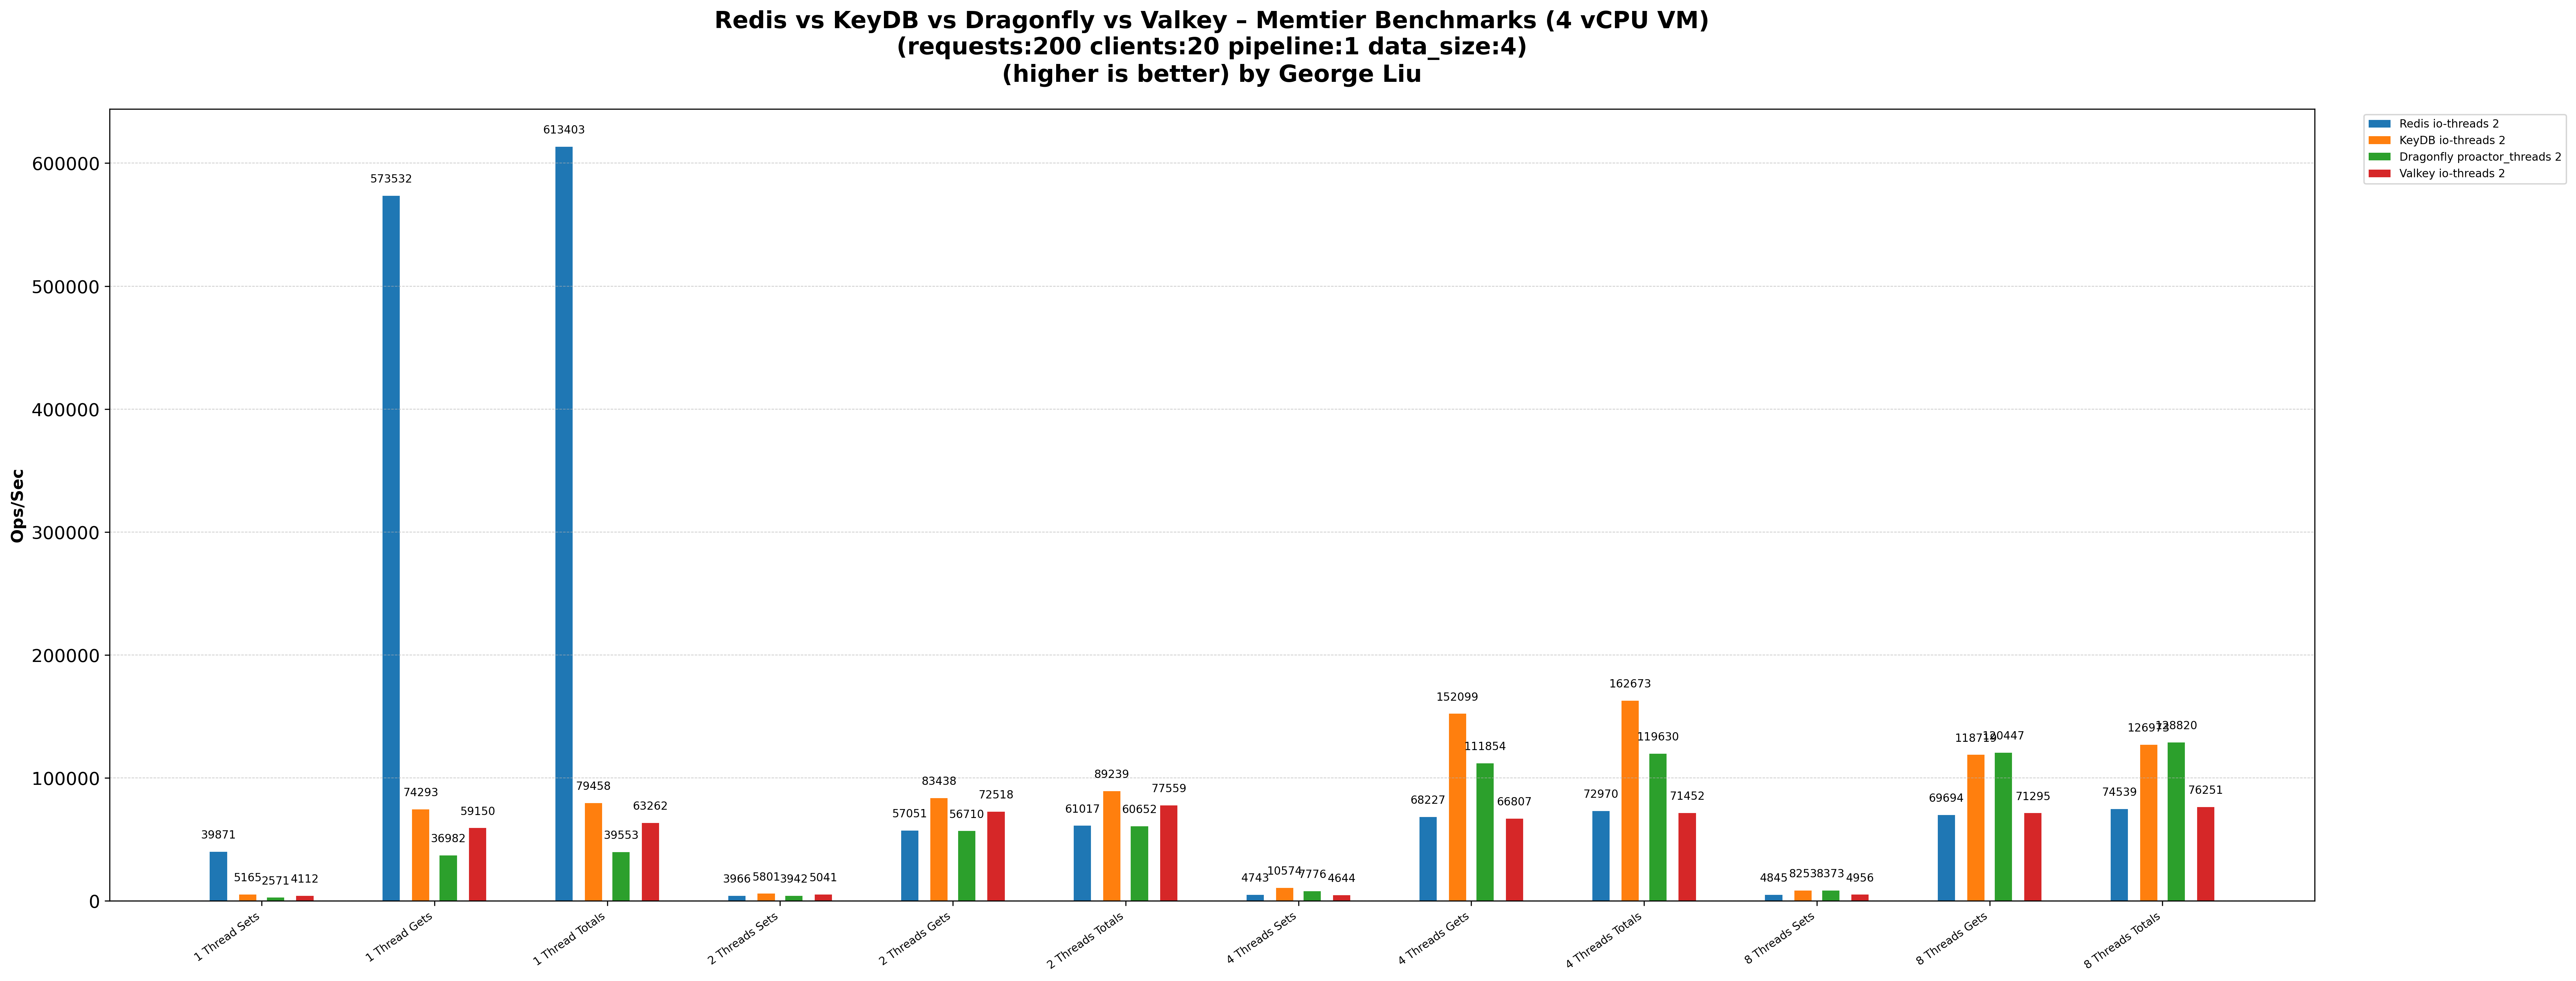 Redis vs KeyDB vs Dragonfly vs Valkey – Memtier Benchmarks (4 vCPU VM)
(requests:200 clients:20 pipeline:1 data_size:4)
(higher is better) by George Liu
Redis io-threads 2
KeyDB io-threads 2
Dragonfly proactor_threads 2
Valkey io-threads 2
Ops/Sec
600000
500000
400000
300000
200000
100000
0
39871
5165
2571
4112
573532
74293
36982
59150
613403
79458
39553
63262
3966
5801
3942
5041
57051
83438
56710
72518
61017
89239
60652
77559
4743
10574
7776
4644
68227
152099
111854
66807
72970
162673
119630
71452
4845
8253
8373
4956
69694
118719
120447
71295
74539
126973
128820
76251
1 Thread Sets
1 Thread Gets
1 Thread Totals
2 Threads Sets
2 Threads Gets
2 Threads Totals
4 Threads Sets
4 Threads Gets
4 Threads Totals
8 Threads Sets
8 Threads Gets
8 Threads Totals